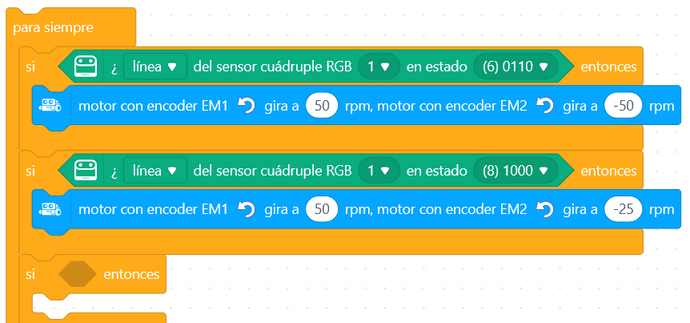 para siempre
si ¿ línea ▼ del sensor cuádruple RGB 1 ▼ en estado (6) 0110 ▼ entonces
motor con encoder EM1 gira a 50 rpm, motor con encoder EM2 gira a -50 rpm
si ¿ línea ▼ del sensor cuádruple RGB 1 ▼ en estado (8) 1000 ▼ entonces
motor con encoder EM1 gira a 50 rpm, motor con encoder EM2 gira a -25 rpm
si entonces